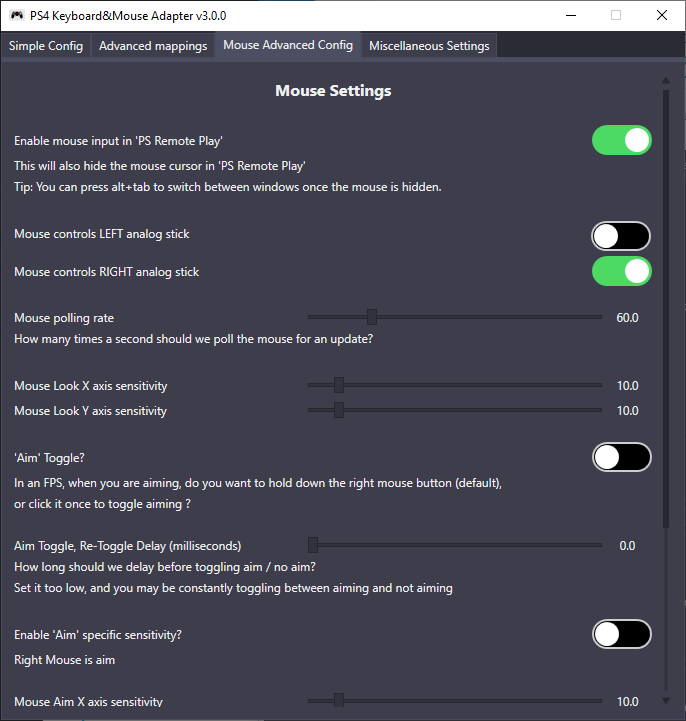 PS4 Keyboard&Mouse Adapter v3.0.0
Simple Config Advanced mappings Mouse Advanced Config Miscellaneous Settings
Mouse Settings
Enable mouse input in 'PS Remote Play'
This will also hide the mouse cursor in 'PS Remote Play'
Tip: You can press alt+tab to switch between windows once the mouse is hidden.
Mouse controls LEFT analog stick
Mouse controls RIGHT analog stick
Mouse polling rate 60.0
How many times a second should we poll the mouse for an update?
Mouse Look X axis sensitivity 10.0
Mouse Look Y axis sensitivity 10.0
'Aim' Toggle?
In an FPS, when you are aiming, do you want to hold down the right mouse button (default),
or click it once to toggle aiming ?
Aim Toggle, Re-Toggle Delay (milliseconds) 0.0
How long should we delay before toggling aim / no aim?
Set it too low, and you may be constantly toggling between aiming and not aiming
Enable 'Aim' specific sensitivity?
Right Mouse is aim
Mouse Aim X axis sensitivity 10.0